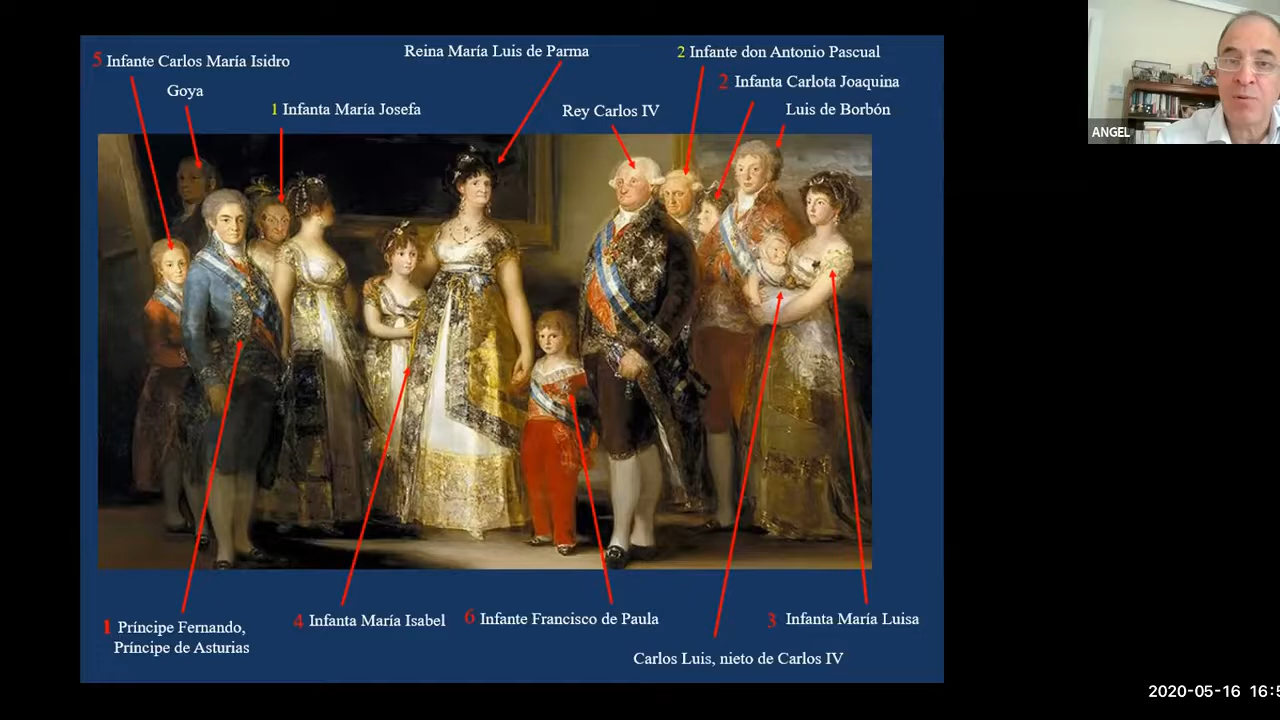 Reina María Luis de Parma
2 Infante don Antonio Pascual
5 Infante Carlos María Isidro
2 Infanta Carlota Joaquina
Goya
1 Infanta María Josefa
Rey Carlos IV
Luis de Borbón
ANGEL
1 Príncipe Fernando,
Príncipe de Asturias
4 Infanta María Isabel
6 Infante Francisco de Paula
3 Infanta María Luisa
Carlos Luis, nieto de Carlos IV
2020-05-16 16:5